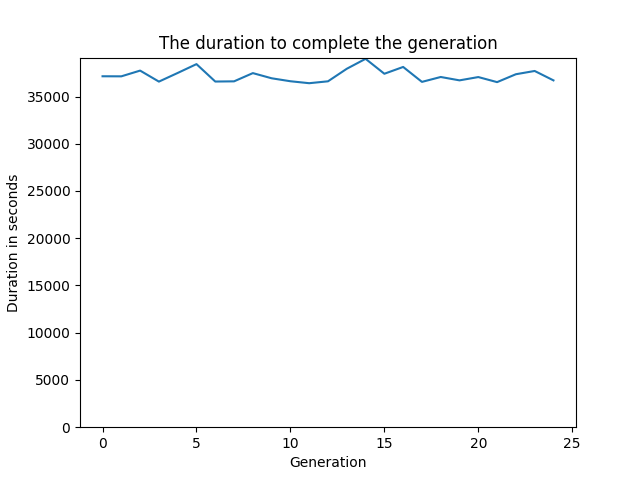 The duration to complete the generation
Duration in seconds
35000
30000
25000
20000
15000
10000
5000
0
0 5 10 15 20 25
Generation